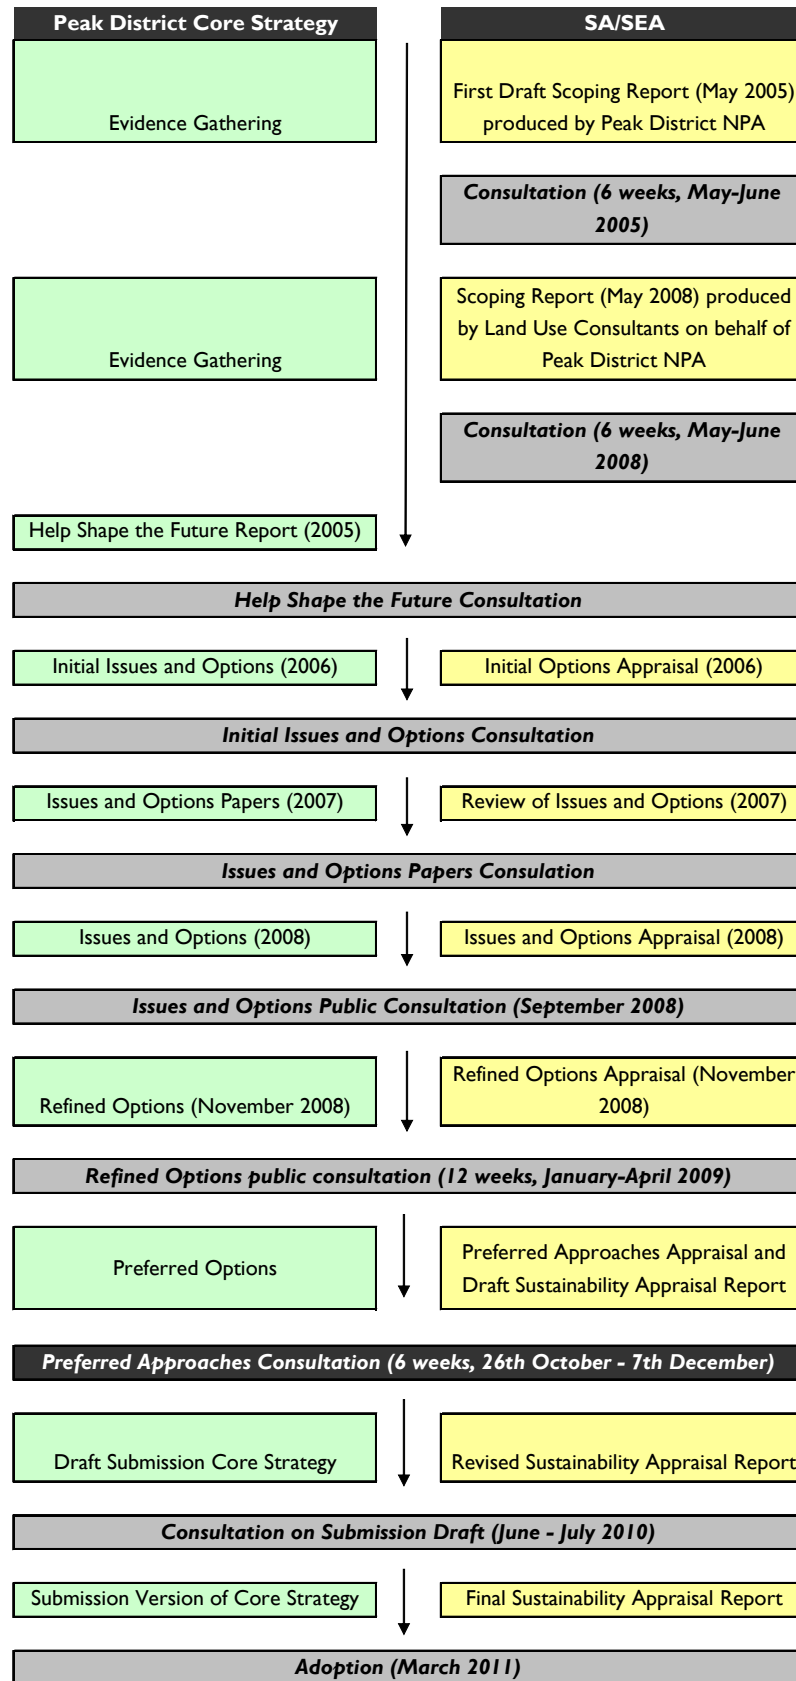 Peak District Core Strategy
SA/SEA
Evidence Gathering
First Draft Scoping Report (May 2005)
produced by Peak District NPA
Consultation (6 weeks, May-June
2005)
Evidence Gathering
Scoping Report (May 2008) produced
by Land Use Consultants on behalf of
Peak District NPA
Consultation (6 weeks, May-June
2008)
Help Shape the Future Report (2005)
Help Shape the Future Consultation
Initial Issues and Options (2006)
Initial Options Appraisal (2006)
Initial Issues and Options Consultation
Issues and Options Papers (2007)
Review of Issues and Options (2007)
Issues and Options Papers Consulation
Issues and Options (2008)
Issues and Options Appraisal (2008)
Issues and Options Public Consultation (September 2008)
Refined Options (November 2008)
Refined Options Appraisal (November
2008)
Refined Options public consultation (12 weeks, January-April 2009)
Preferred Options
Preferred Approaches Appraisal and
Draft Sustainability Appraisal Report
Preferred Approaches Consultation (6 weeks, 26th October - 7th December)
Draft Submission Core Strategy
Revised Sustainability Appraisal Report
Consultation on Submission Draft (June - July 2010)
Submission Version of Core Strategy
Final Sustainability Appraisal Report
Adoption (March 2011)